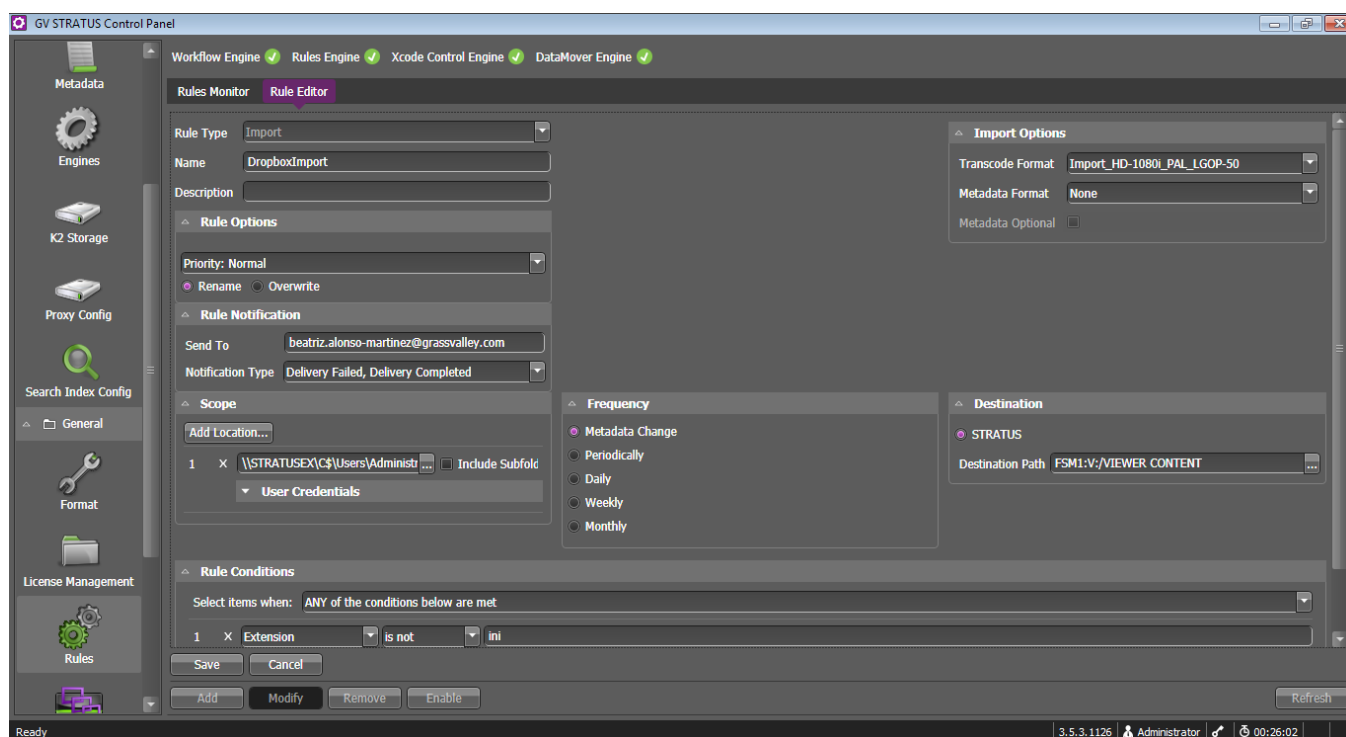 GV STRATUS Control Panel
Metadata
Engines
K2 Storage
Proxy Config
Search Index Config
General
Format
License Management
Rules
Workflow Engine Rules Engine Xcode Control Engine DataMover Engine
Rules Monitor Rule Editor
Rule Type Import
Name DropboxImport
Description
Rule Options
Priority: Normal
Rename Overwrite
Rule Notification
Send To beatriz.alonso-martinez@grassvalley.com
Notification Type Delivery Failed, Delivery Completed
Scope
Add Location...
1 X \\STRATUSEX\C$\Users\Administr ... Include Subfold
User Credentials
Frequency
Metadata Change
Periodically
Daily
Weekly
Monthly
Import Options
Transcode Format Import_HD-1080i_PAL_LGOP-50
Metadata Format None
Metadata Optional
Destination
STRATUS
Destination Path FSM1:V:/VIEWER CONTENT ...
Rule Conditions
Select items when: ANY of the conditions below are met
1 X Extension is not ini
Save Cancel
Add Modify Remove Enable Refresh
Ready 3.5.3.1126 Administrator 00:26:02